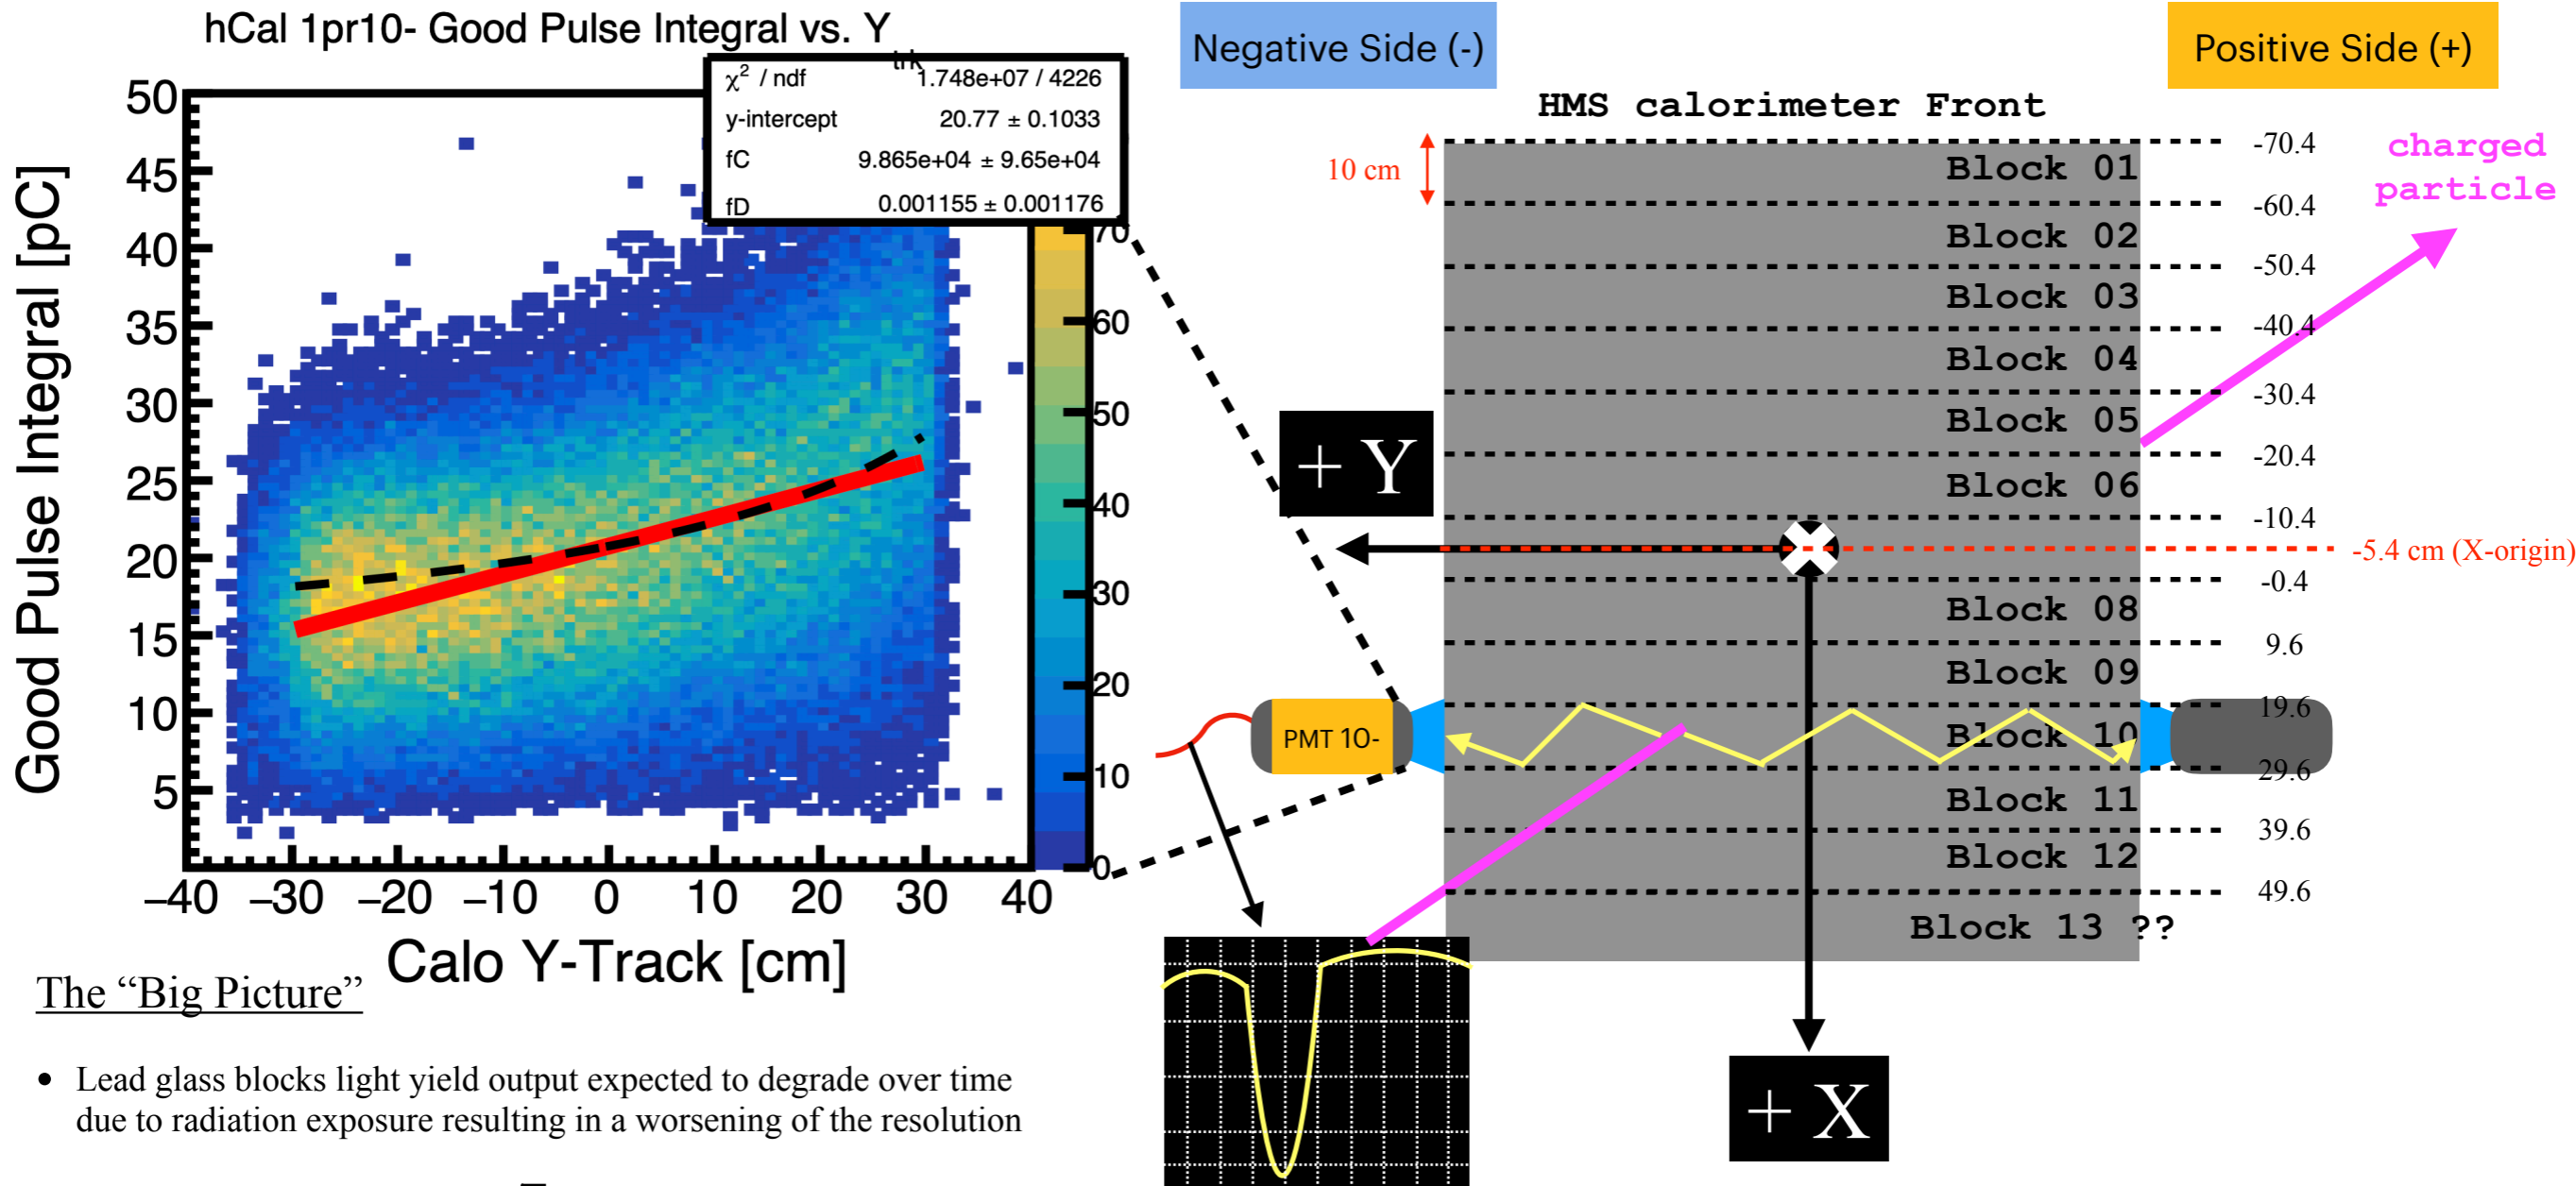 hCal 1pr10- Good Pulse Integral vs. Y
trk
χ² / ndf 1.748e+07 / 4226
y-intercept 20.77 ± 0.1033
fC 9.865e+04 ± 9.65e+04
fD 0.001155 ± 0.001176
Good Pulse Integral [pC]
50
45
40
35
30
25
20
15
10
5
−40 −30 −20 −10 0 10 20 30 40
Calo Y-Track [cm]
70
60
50
40
30
20
10
0
Negative Side (-)
Positive Side (+)
HMS calorimeter Front
10 cm
Block 01
Block 02
Block 03
Block 04
Block 05
Block 06
Block 08
Block 09
Block 10
Block 11
Block 12
Block 13 ??
-70.4
-60.4
-50.4
-40.4
-30.4
-20.4
-10.4
-5.4 cm (X-origin)
-0.4
9.6
19.6
29.6
39.6
49.6
charged
particle
+ Y
PMT 10-
+ X
The “Big Picture”
• Lead glass blocks light yield output expected to degrade over time
due to radiation exposure resulting in a worsening of the resolution